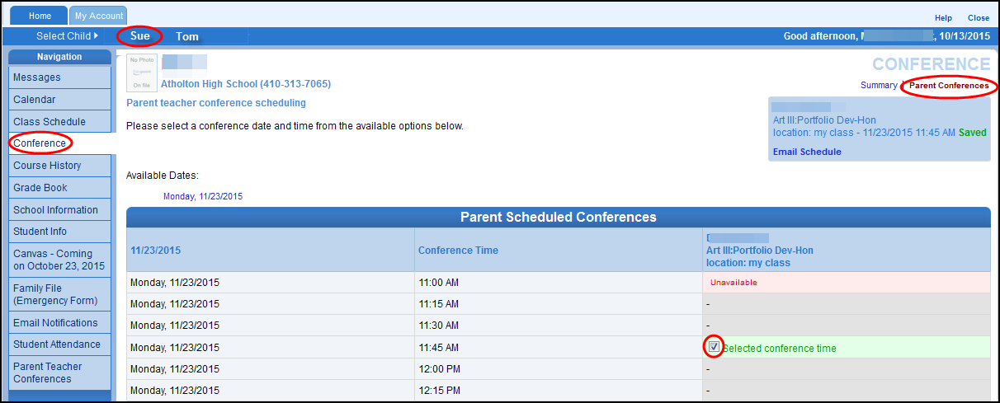 Home
My Account
Help Close
Select Child
Sue
Tom
Good afternoon, , 10/13/2015
Navigation
Messages
Calendar
Class Schedule
Conference
Course History
Grade Book
School Information
Student Info
Canvas - Coming
on October 23, 2015
Family File
(Emergency Form)
Email Notifications
Student Attendance
Parent Teacher
Conferences
No Photo
On file
Atholton High School (410-313-7065)
CONFERENCE
Summary | Parent Conferences
Parent teacher conference scheduling
Please select a conference date and time from the available options below.
Art III:Portfolio Dev-Hon
location: my class - 11/23/2015 11:45 AM Saved
Email Schedule
Available Dates:
Monday, 11/23/2015
Parent Scheduled Conferences
11/23/2015 Conference Time
Art III:Portfolio Dev-Hon
location: my class
Monday, 11/23/2015 11:00 AM Unavailable
Monday, 11/23/2015 11:15 AM -
Monday, 11/23/2015 11:30 AM -
Monday, 11/23/2015 11:45 AM Selected conference time
Monday, 11/23/2015 12:00 PM -
Monday, 11/23/2015 12:15 PM -